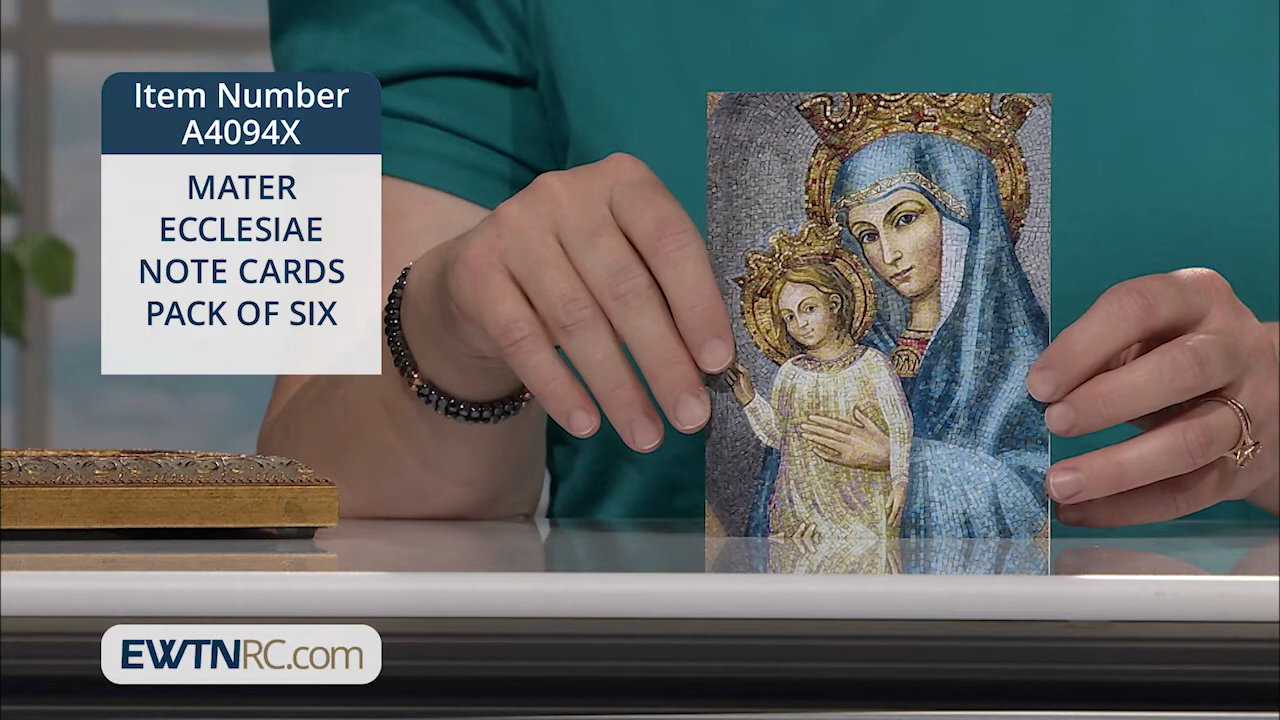 Item Number
A4094X
MATER
ECCLESIAE
NOTE CARDS
PACK OF SIX
EWTNRC.com